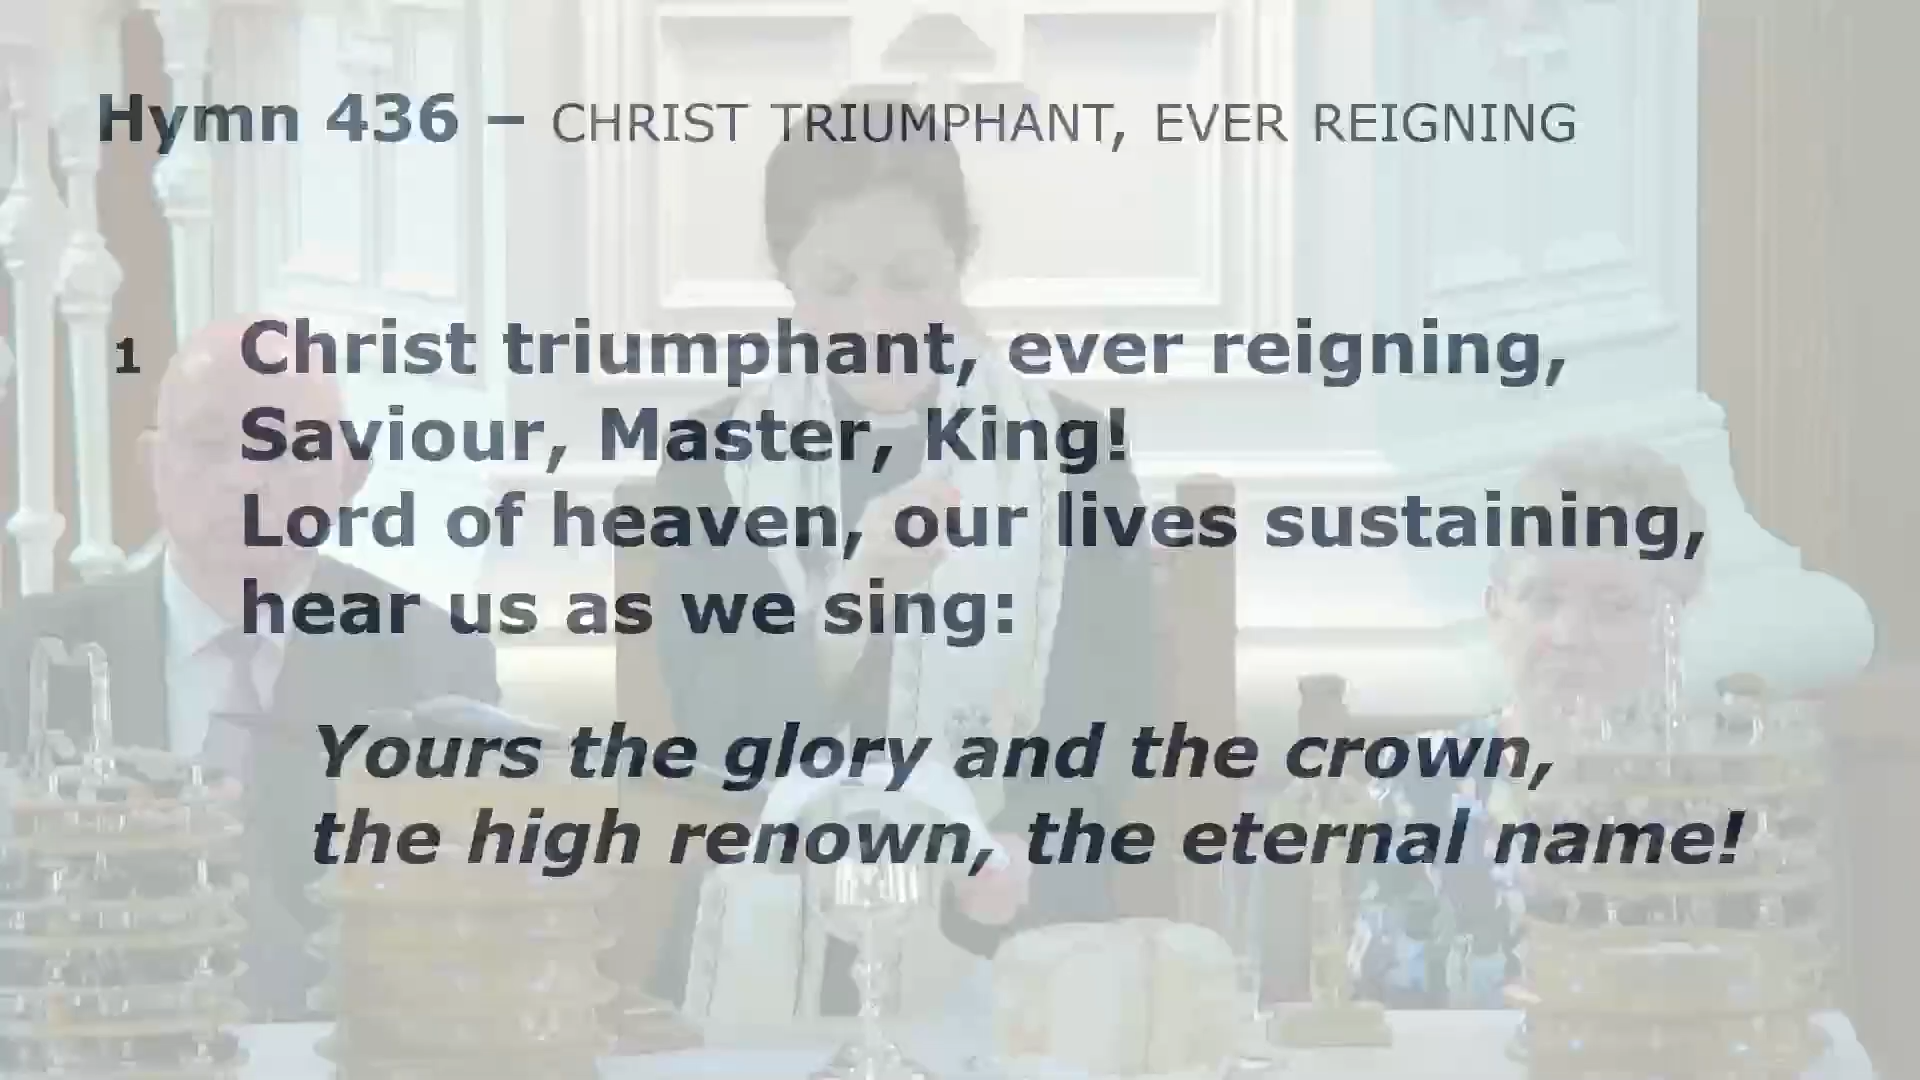 Hymn 436 – CHRIST TRIUMPHANT, EVER REIGNING
1 Christ triumphant, ever reigning,
Saviour, Master, King!
Lord of heaven, our lives sustaining,
hear us as we sing:
Yours the glory and the crown,
the high renown, the eternal name!